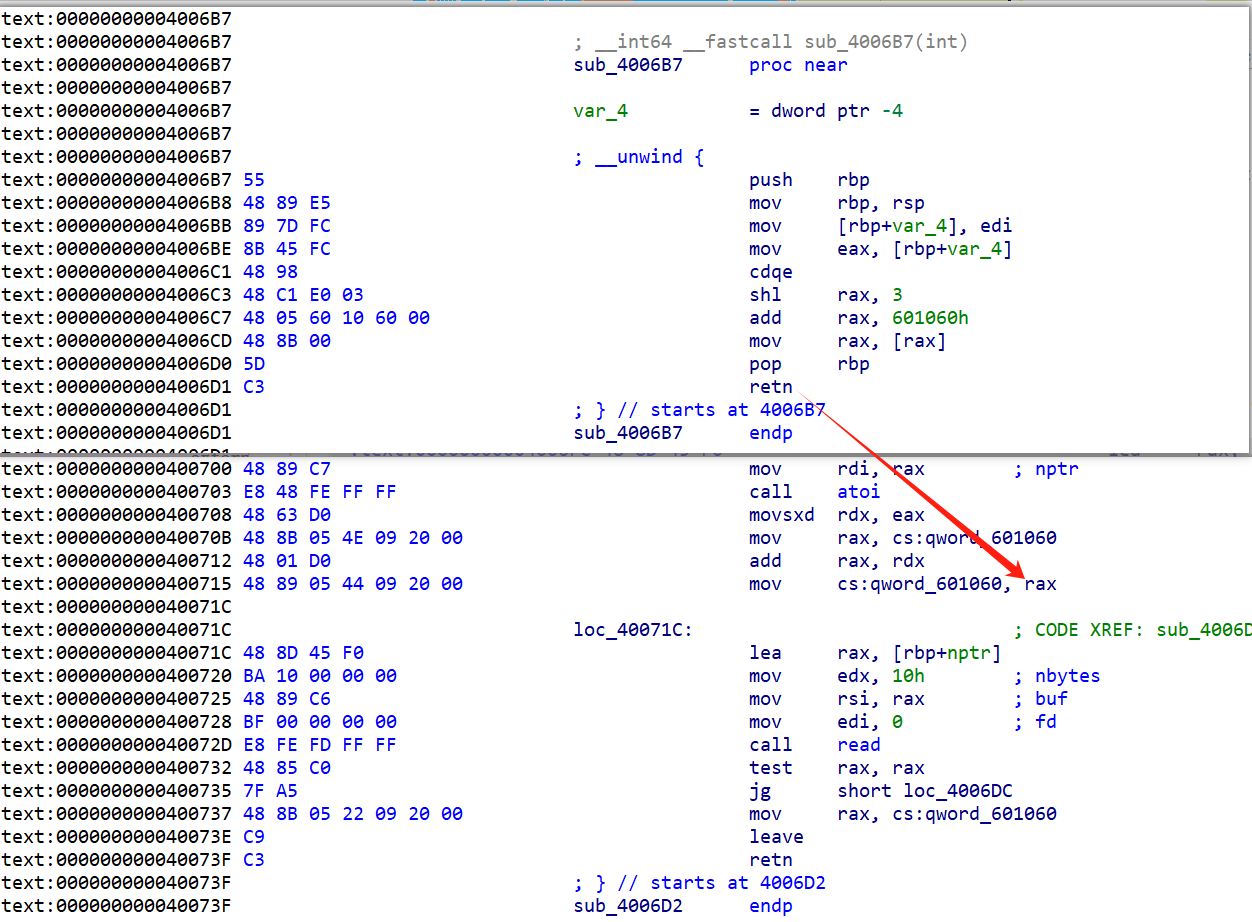 text:00000000004006B7
text:00000000004006B7 ; __int64 __fastcall sub_4006B7(int)
text:00000000004006B7 sub_4006B7 proc near
text:00000000004006B7
text:00000000004006B7 var_4 = dword ptr -4
text:00000000004006B7
text:00000000004006B7 ; __unwind {
text:00000000004006B7 55 push rbp
text:00000000004006B8 48 89 E5 mov rbp, rsp
text:00000000004006BB 89 7D FC mov [rbp+var_4], edi
text:00000000004006BE 8B 45 FC mov eax, [rbp+var_4]
text:00000000004006C1 48 98 cdqe
text:00000000004006C3 48 C1 E0 03 shl rax, 3
text:00000000004006C7 48 05 60 10 60 00 add rax, 601060h
text:00000000004006CD 48 8B 00 mov rax, [rax]
text:00000000004006D0 5D pop rbp
text:00000000004006D1 C3 retn
text:00000000004006D1 ; } // starts at 4006B7
text:00000000004006D1 sub_4006B7 endp
text:0000000000400700 48 89 C7 mov rdi, rax ; nptr
text:0000000000400703 E8 48 FE FF FF call atoi
text:0000000000400708 48 63 D0 movsxd rdx, eax
text:000000000040070B 48 8B 05 4E 09 20 00 mov rax, cs:qword_601060
text:0000000000400712 48 01 D0 add rax, rdx
text:0000000000400715 48 89 05 44 09 20 00 mov cs:qword_601060, rax
text:000000000040071C
text:000000000040071C loc_40071C: ; CODE XREF: sub_4006D
text:000000000040071C 48 8D 45 F0 lea rax, [rbp+nptr]
text:0000000000400720 BA 10 00 00 00 mov edx, 10h ; nbytes
text:0000000000400725 48 89 C6 mov rsi, rax ; buf
text:0000000000400728 BF 00 00 00 00 mov edi, 0 ; fd
text:000000000040072D E8 FE FD FF FF call read
text:0000000000400732 48 85 C0 test rax, rax
text:0000000000400735 7F A5 jg short loc_4006DC
text:0000000000400737 48 8B 05 22 09 20 00 mov rax, cs:qword_601060
text:000000000040073E C9 leave
text:000000000040073F C3 retn
text:000000000040073F ; } // starts at 4006D2
text:000000000040073F sub_4006D2 endp